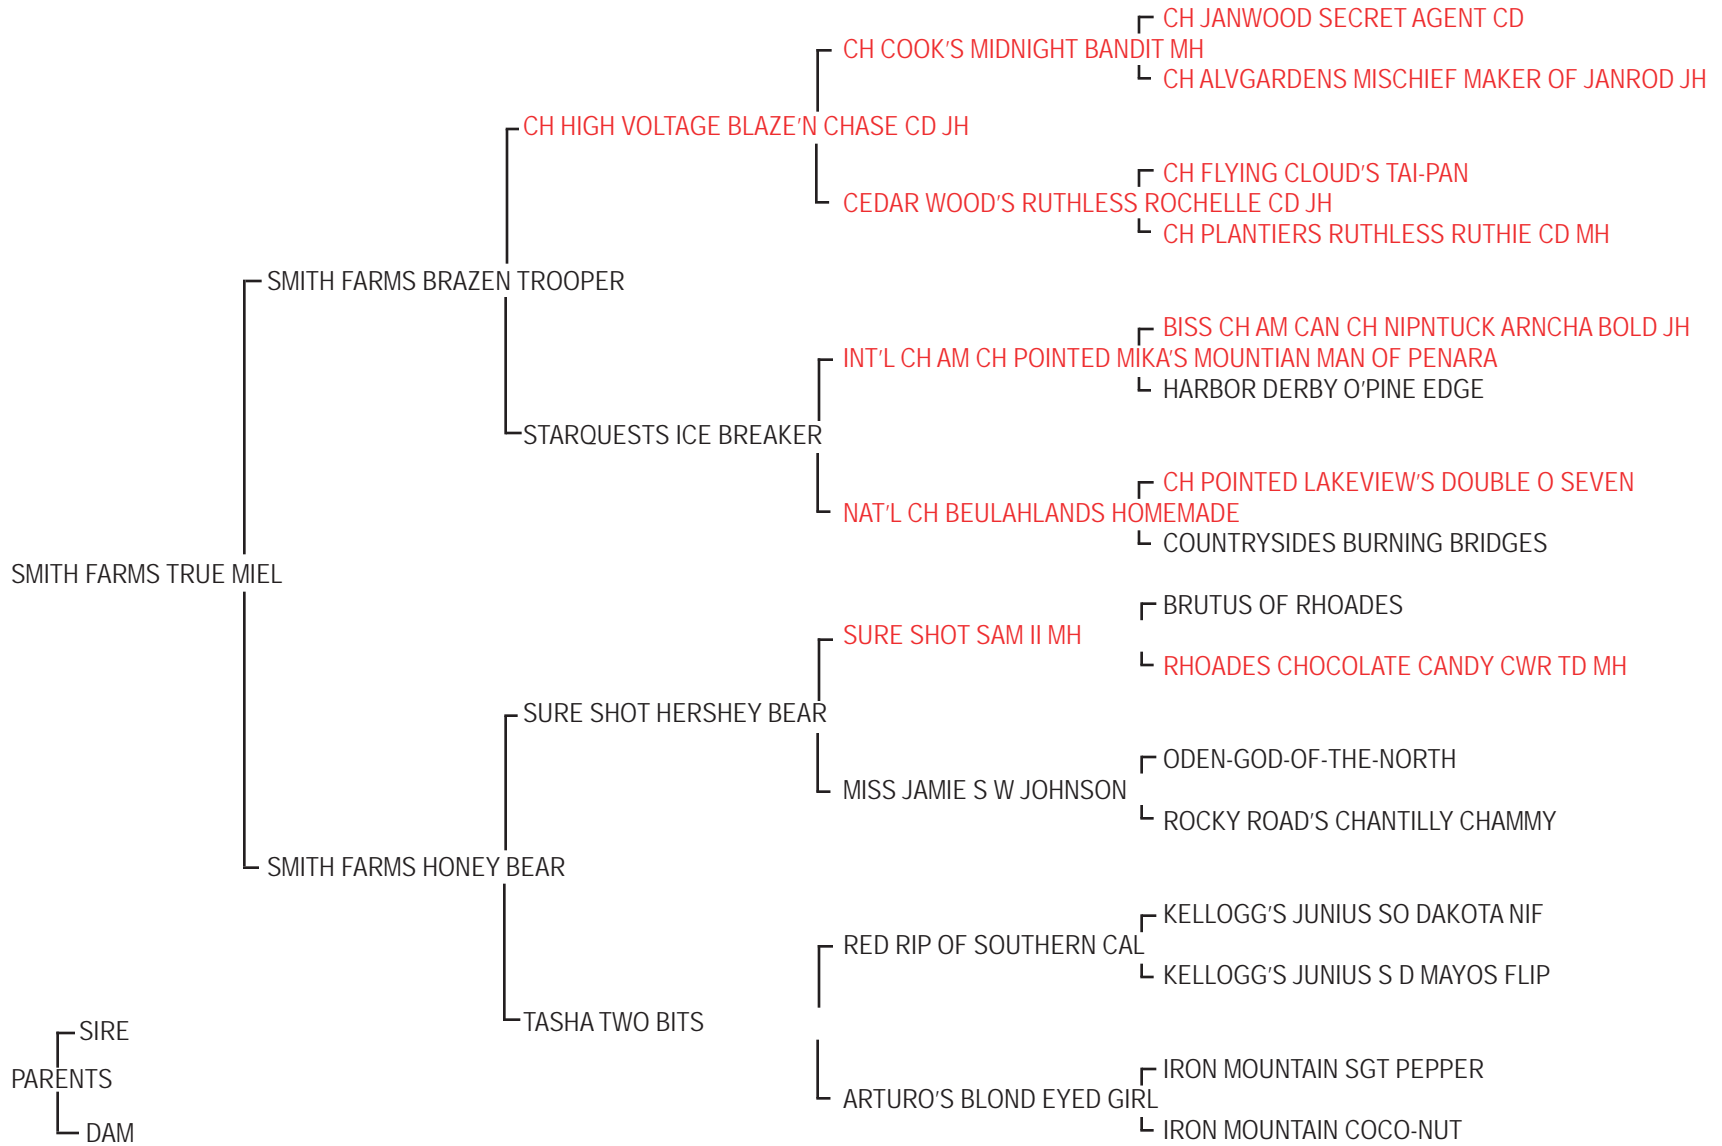 CH JANWOOD SECRET AGENT CD
CH COOK'S MIDNIGHT BANDIT MH
CH ALVGARDENS MISCHIEF MAKER OF JANROD JH
CH HIGH VOLTAGE BLAZE'N CHASE CD JH
CH FLYING CLOUD'S TAI-PAN
CEDAR WOOD'S RUTHLESS ROCHELLE CD JH
CH PLANTIERS RUTHLESS RUTHIE CD MH
SMITH FARMS BRAZEN TROOPER
BISS CH AM CAN CH NIPNTUCK ARNCHA BOLD JH
INT'L CH AM CH POINTED MIKA'S MOUNTIAN MAN OF PENARA
HARBOR DERBY O'PINE EDGE
STARQUESTS ICE BREAKER
CH POINTED LAKEVIEW'S DOUBLE O SEVEN
NAT'L CH BEULAHLANDS HOMEMADE
COUNTRYSIDES BURNING BRIDGES
SMITH FARMS TRUE MIEL
BRUTUS OF RHOADES
SURE SHOT SAM II MH
RHOADES CHOCOLATE CANDY CWR TD MH
SURE SHOT HERSHEY BEAR
ODEN-GOD-OF-THE-NORTH
MISS JAMIE S W JOHNSON
ROCKY ROAD'S CHANTILLY CHAMMY
SMITH FARMS HONEY BEAR
KELLOGG'S JUNIUS SO DAKOTA NIF
RED RIP OF SOUTHERN CAL
KELLOGG'S JUNIUS S D MAYOS FLIP
TASHA TWO BITS
IRON MOUNTAIN SGT PEPPER
ARTURO'S BLOND EYED GIRL
IRON MOUNTAIN COCO-NUT
SIRE
PARENTS
DAM